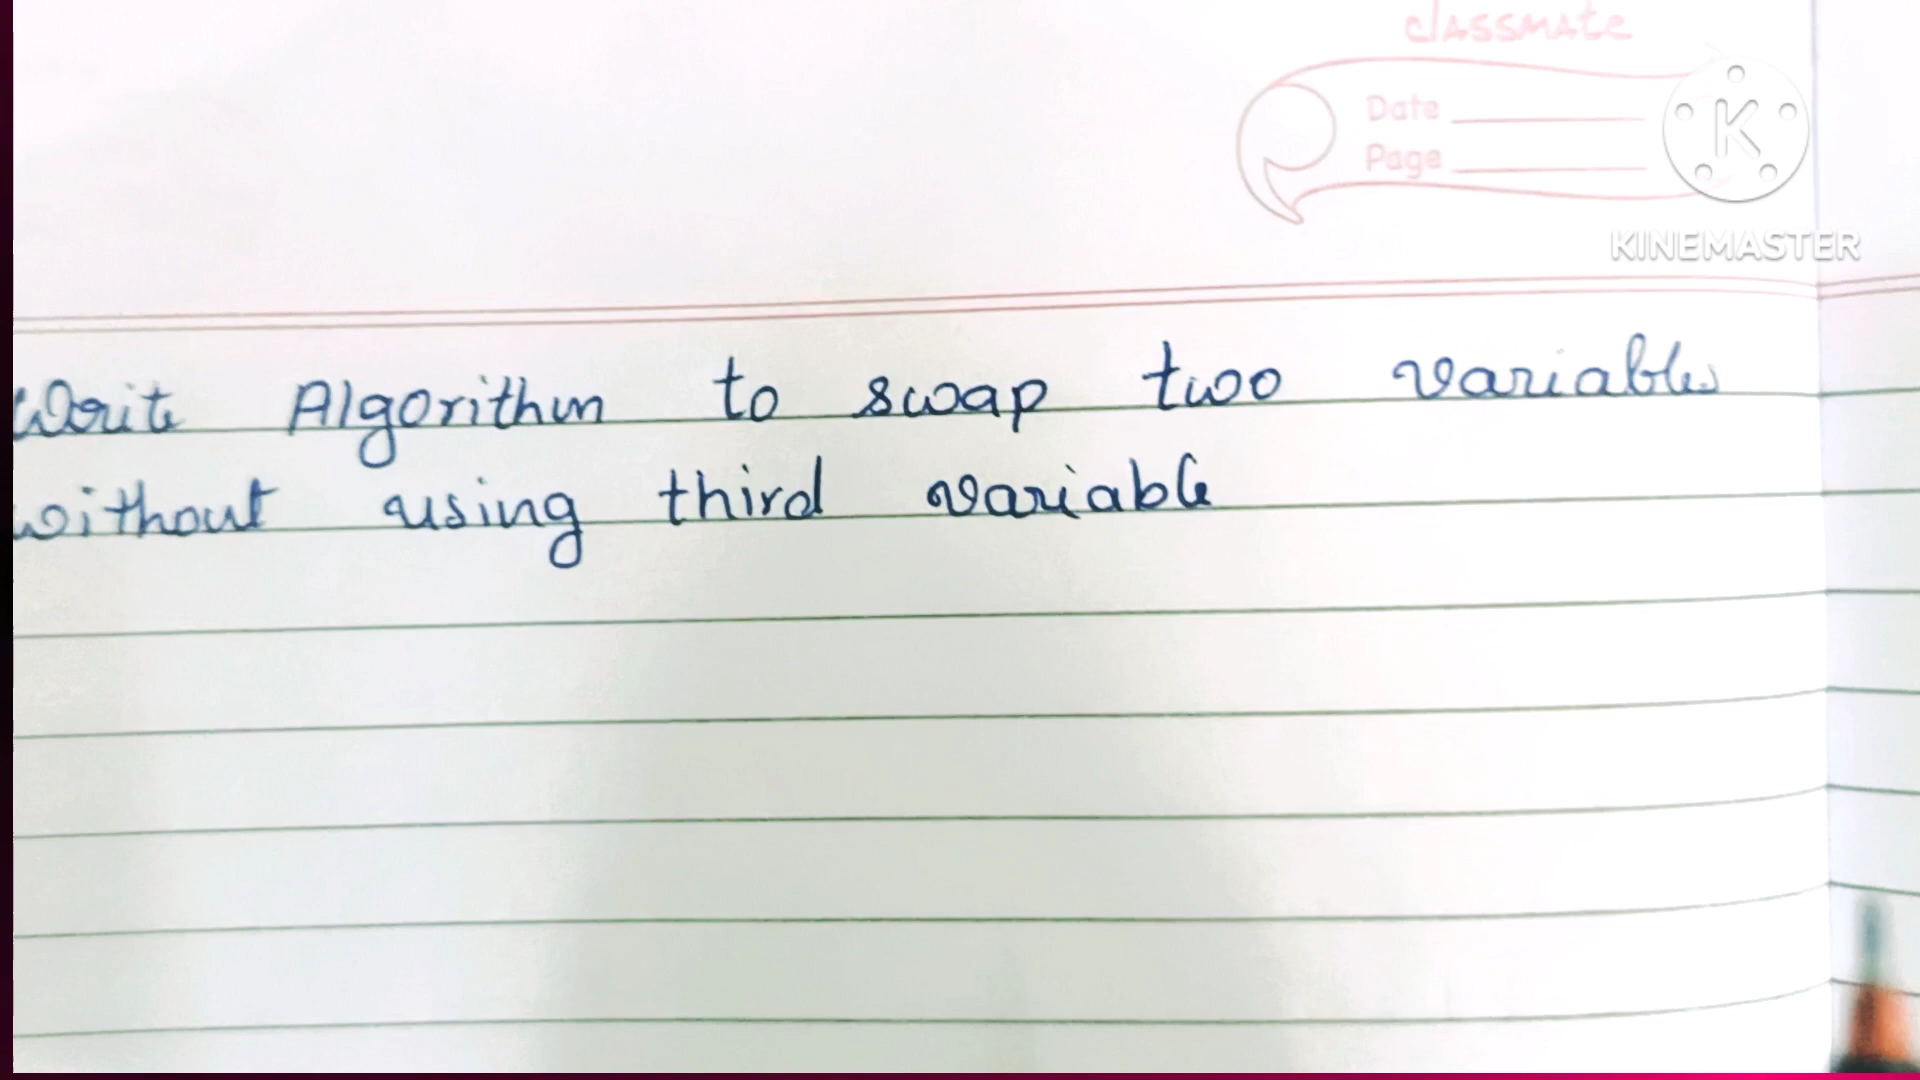 classmate
Date
Page
K
KINEMASTER
Write Algorithm to swap two variables
without using third variable